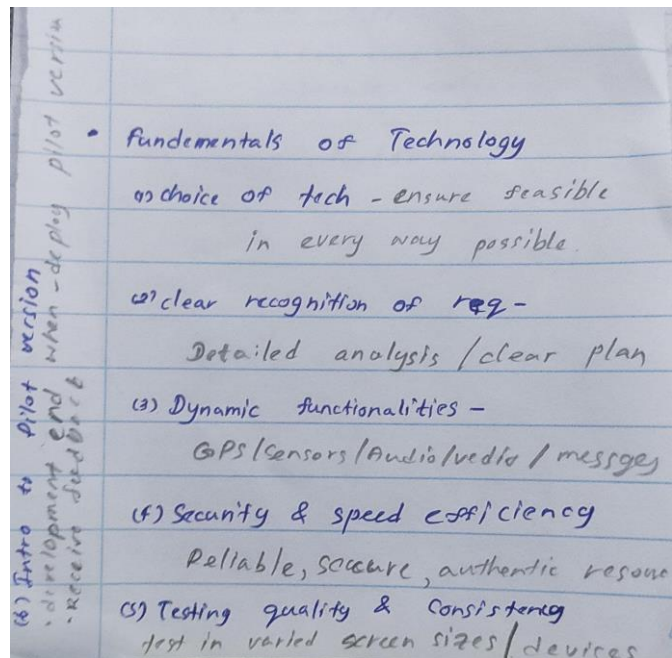 • fundementals of Technology
(1) choice of tech - ensure feasible
in every way possible.
(2) clear recognition of req -
Detailed analysis / clear plan
(3) Dynamic functionalities -
GPS/Sensors/Audio/vedio / messges
(4) Security & speed efficiency
Reliable, seccure, authentic resou
(5) Testing quality & Consistency
test in varied screen sizes / devices
(6) Intro to Pilot version
• development end when - deploy pilot versio
• Receive feedback